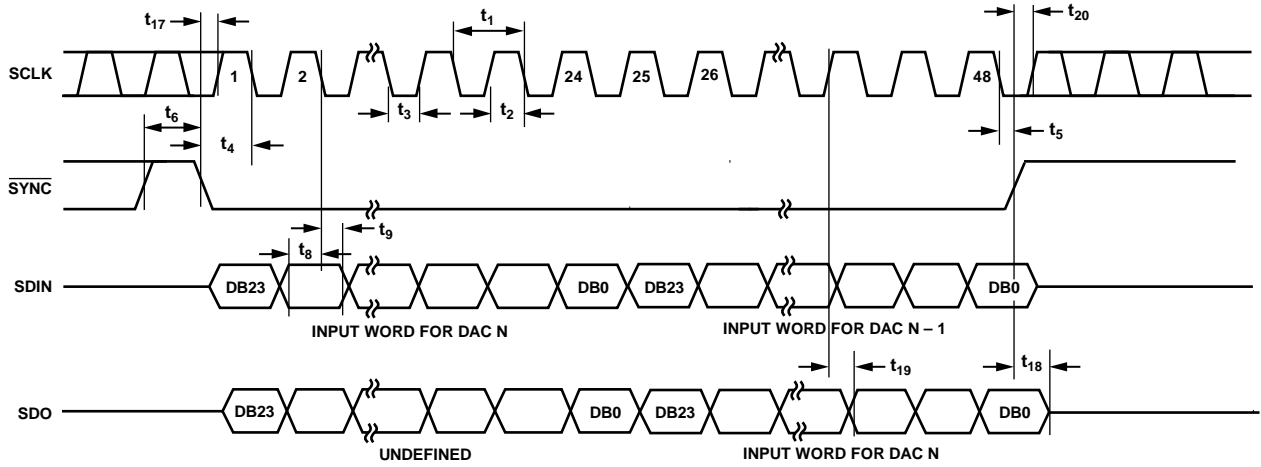 t17 t1 t20
SCLK 1 2 24 25 26 48
t3 t2
t6 t4 t5
SYNC
t9
t8
SDIN DB23 DB0 DB23 DB0
INPUT WORD FOR DAC N INPUT WORD FOR DAC N – 1
t19 t18
SDO DB23 DB0 DB23 DB0
UNDEFINED INPUT WORD FOR DAC N